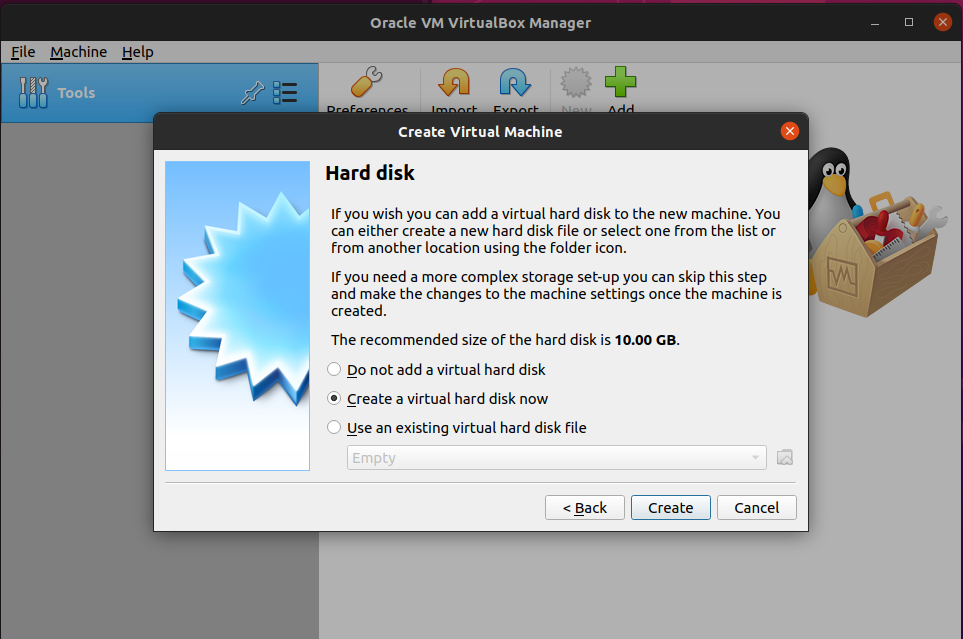 Oracle VM VirtualBox Manager
File Machine Help
Tools
Preferences Import Export New Add
Create Virtual Machine
Hard disk
If you wish you can add a virtual hard disk to the new machine. You
can either create a new hard disk file or select one from the list or
from another location using the folder icon.
If you need a more complex storage set-up you can skip this step
and make the changes to the machine settings once the machine is
created.
The recommended size of the hard disk is 10.00 GB.
Do not add a virtual hard disk
Create a virtual hard disk now
Use an existing virtual hard disk file
Empty
< Back Create Cancel